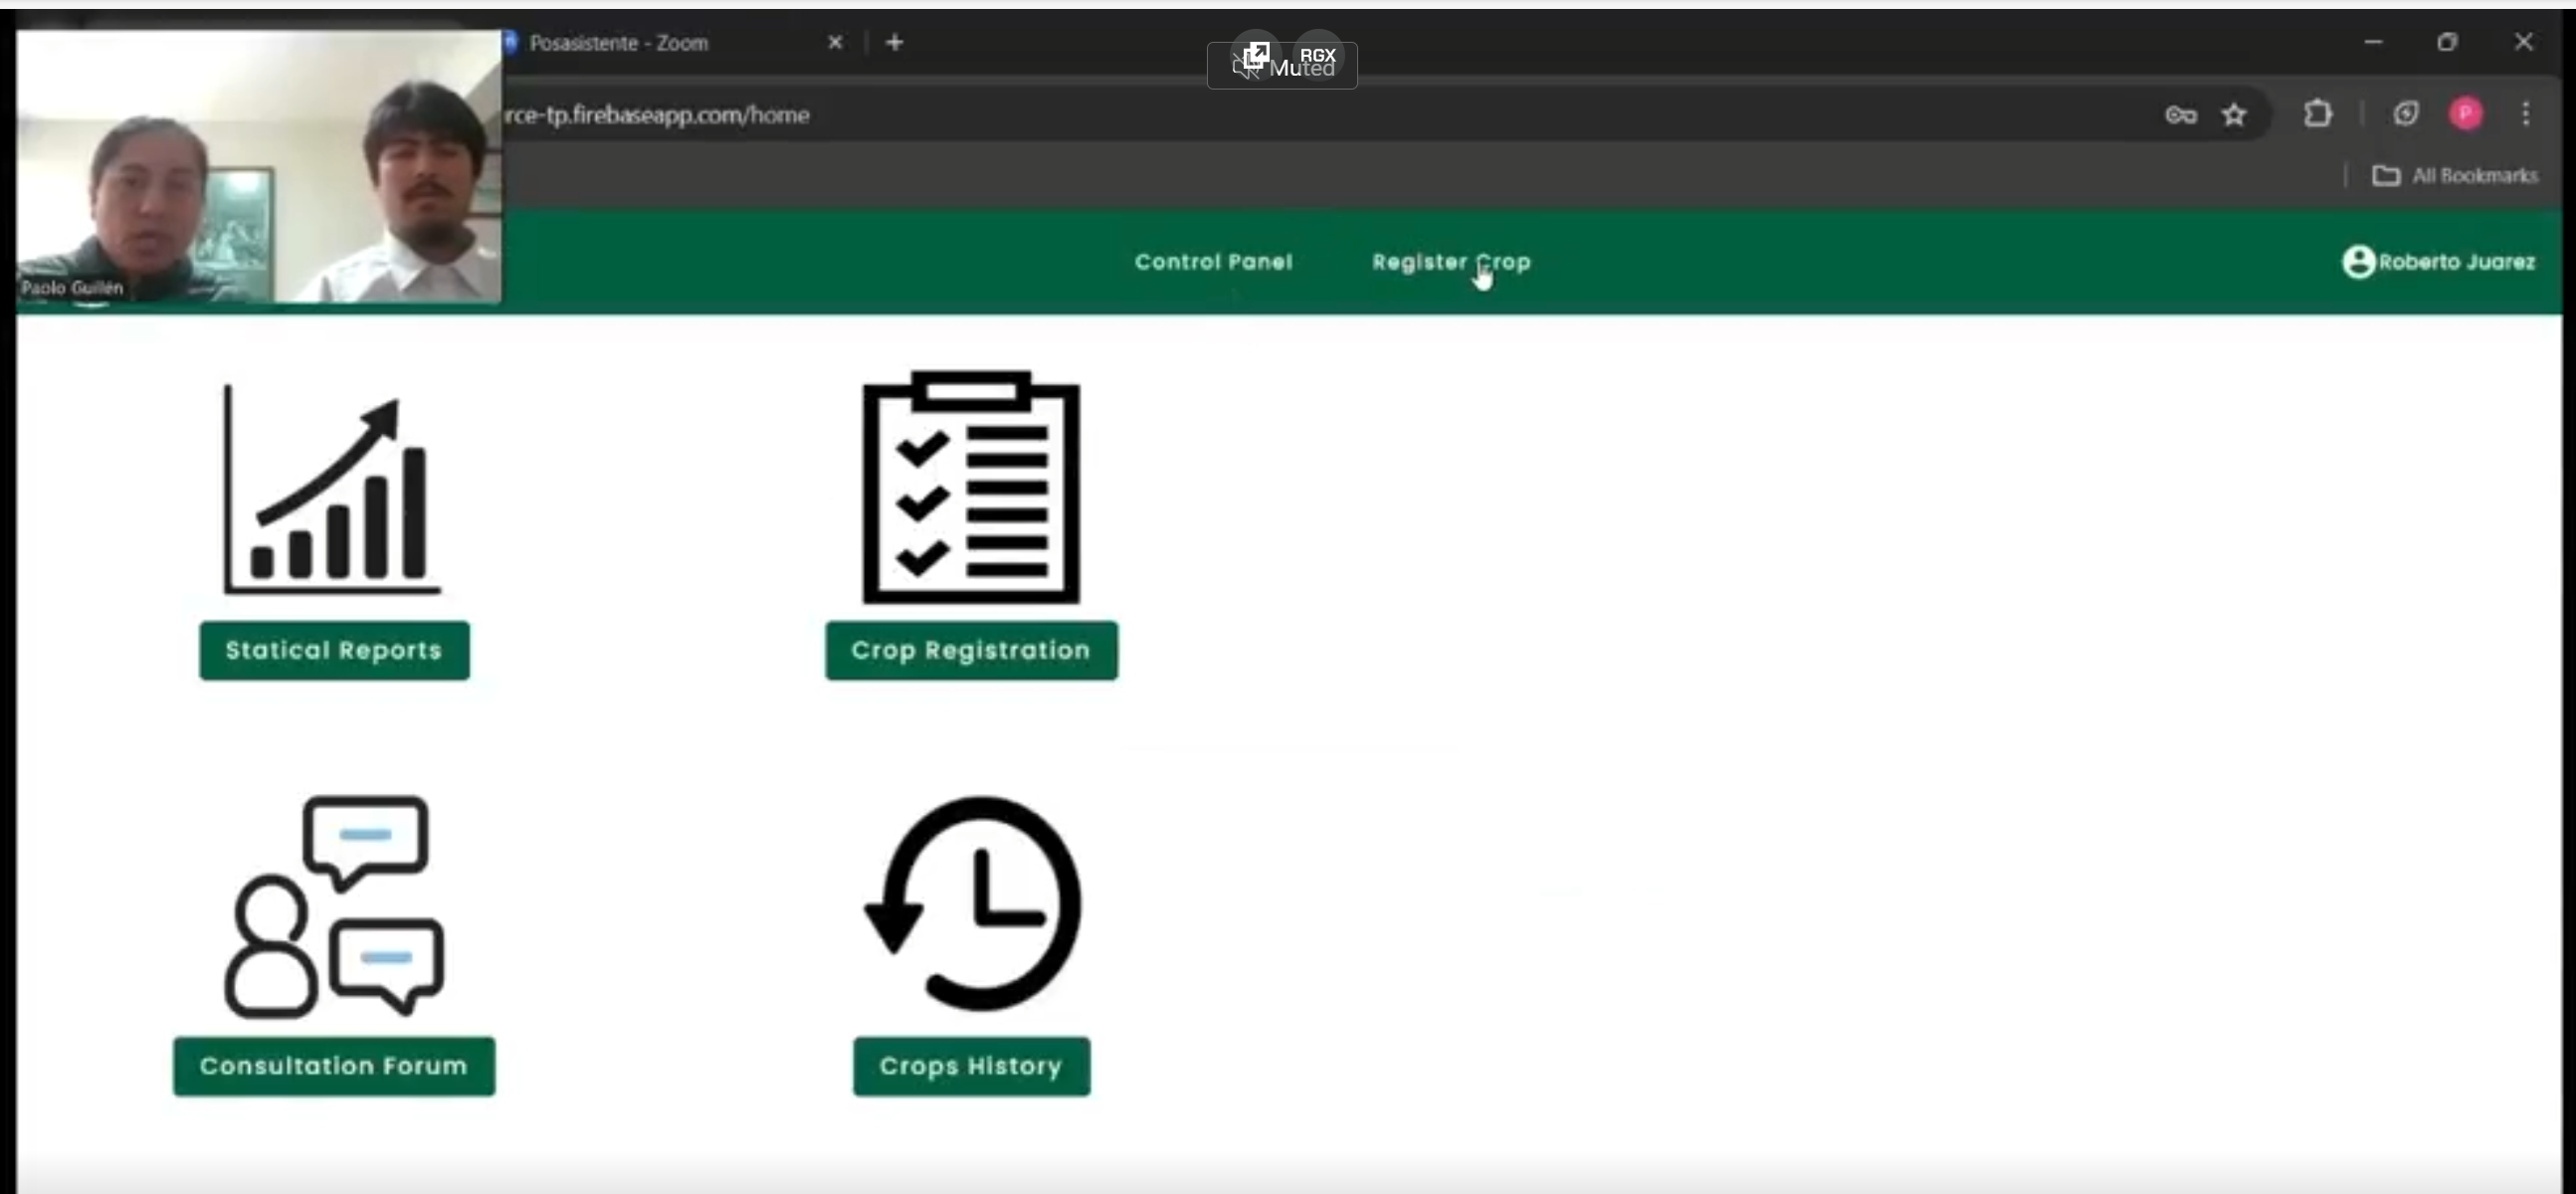 Posasistente - Zoom
RGX
Muted
rce-tp.firebaseapp.com/home
P
All Bookmarks
Paolo Guillén
Control Panel
Register Crop
Roberto Juarez
Statical Reports
Crop Registration
Consultation Forum
Crops History